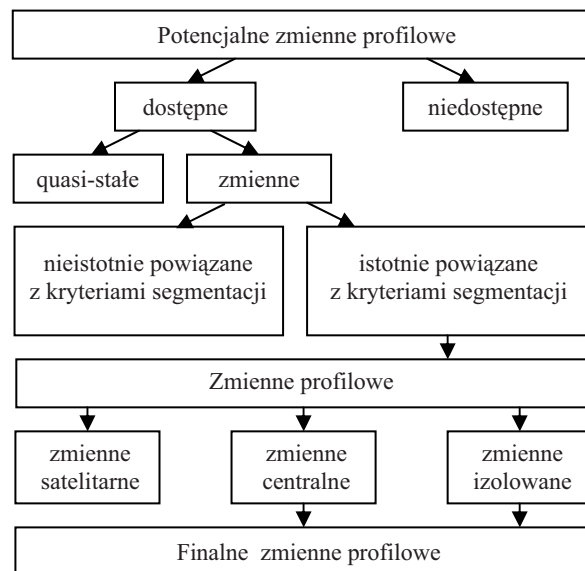 Potencjalne zmienne profilowe
dostępne
niedostępne
quasi-stałe
zmienne
nieistotnie powiązane
z kryteriami segmentacji
istotnie powiązane
z kryteriami segmentacji
Zmienne profilowe
zmienne
satelitarne
zmienne
centralne
zmienne
izolowane
Finalne zmienne profilowe